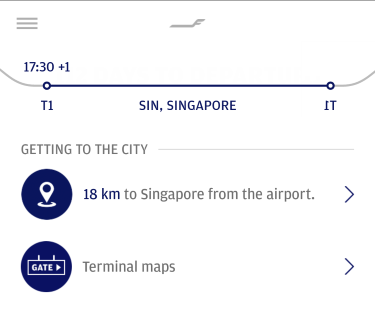 17:30 +1
T1 SIN, SINGAPORE IT
GETTING TO THE CITY
18 km to Singapore from the airport.
GATE
Terminal maps